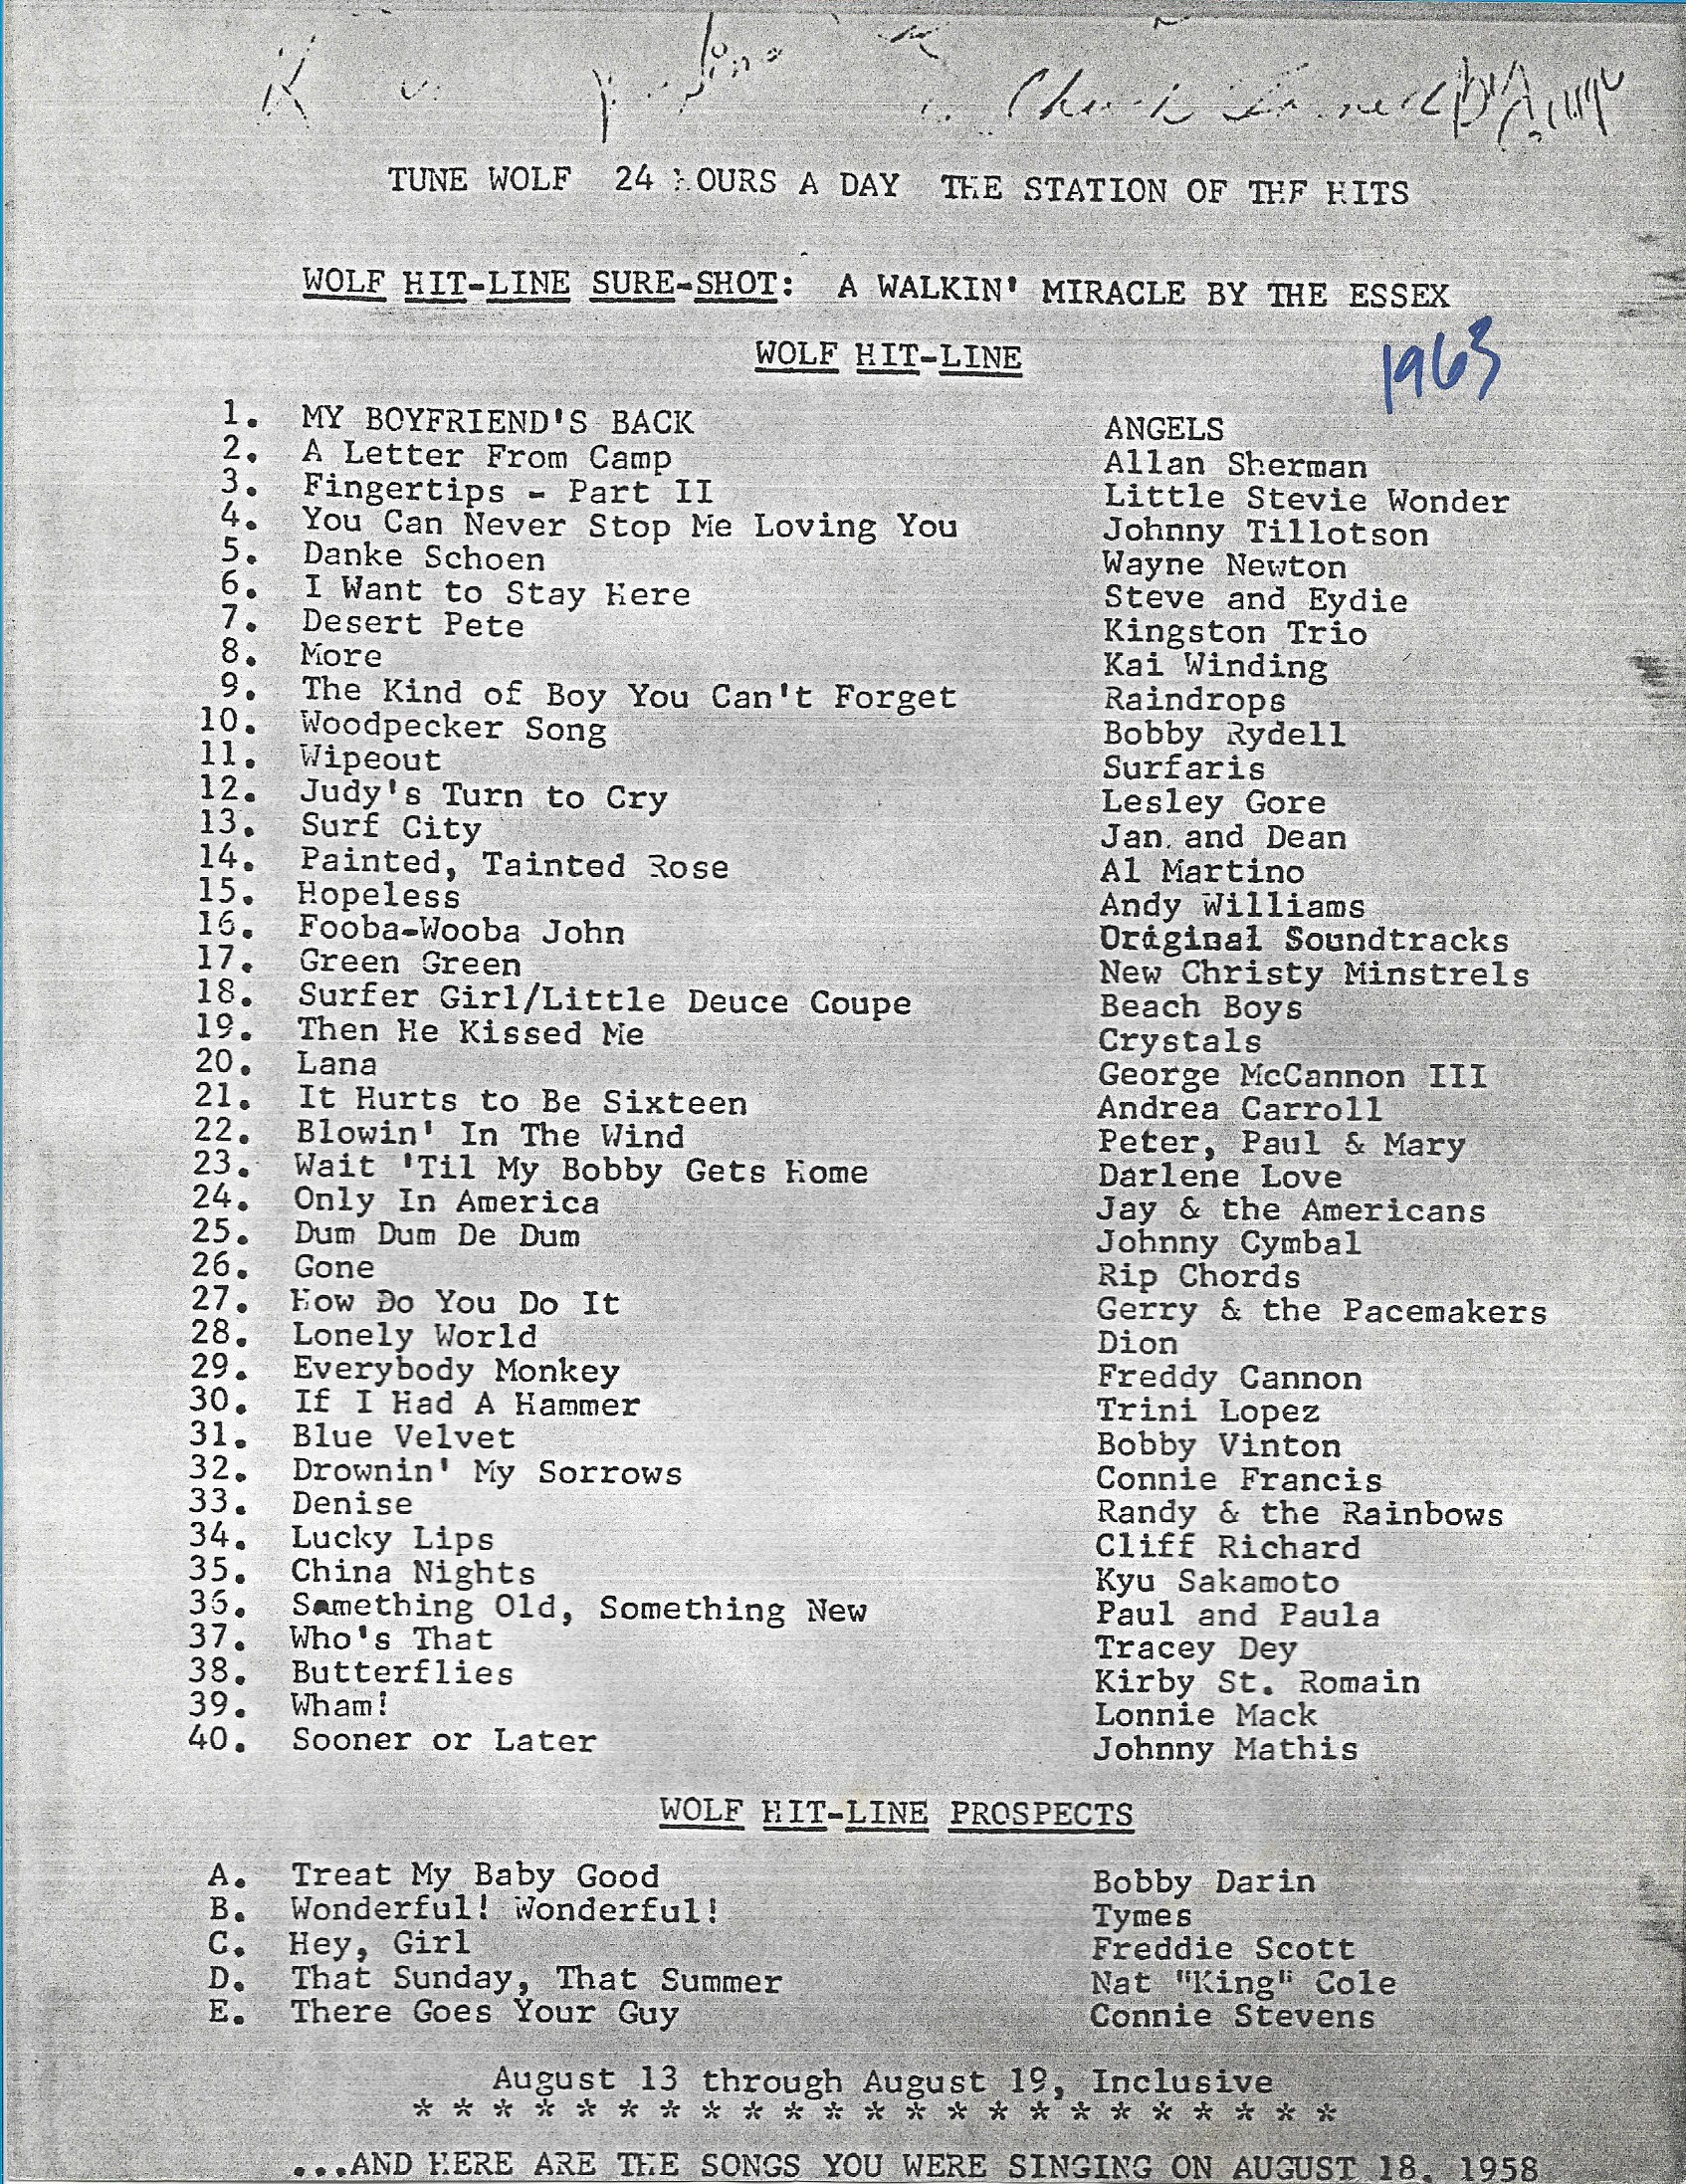 TUNE WOLF 24 HOURS A DAY THE STATION OF THE HITS
WOLF HIT-LINE SURE-SHOT: A WALKIN' MIRACLE BY THE ESSEX
WOLF HIT-LINE
1963
1. MY BOYFRIEND'S BACK ANGELS
2. A Letter From Camp Allan Sherman
3. Fingertips - Part II Little Stevie Wonder
4. You Can Never Stop Me Loving You Johnny Tillotson
5. Danke Schoen Wayne Newton
6. I Want to Stay Here Steve and Eydie
7. Desert Pete Kingston Trio
8. More Kai Winding
9. The Kind of Boy You Can't Forget Raindrops
10. Woodpecker Song Bobby Rydell
11. Wipeout Surfaris
12. Judy's Turn to Cry Lesley Gore
13. Surf City Jan and Dean
14. Painted, Tainted Rose Al Martino
15. Hopeless Andy Williams
16. Fooba-Wooba John Original Soundtracks
17. Green Green New Christy Minstrels
18. Surfer Girl/Little Deuce Coupe Beach Boys
19. Then He Kissed Me Crystals
20. Lana George McCannon III
21. It Hurts to Be Sixteen Andrea Carroll
22. Blowin' In The Wind Peter, Paul & Mary
23. Wait 'Til My Bobby Gets Home Darlene Love
24. Only In America Jay & the Americans
25. Dum Dum De Dum Johnny Cymbal
26. Gone Rip Chords
27. How Do You Do It Gerry & the Pacemakers
28. Lonely World Dion
29. Everybody Monkey Freddy Cannon
30. If I Had A Hammer Trini Lopez
31. Blue Velvet Bobby Vinton
32. Drownin' My Sorrows Connie Francis
33. Denise Randy & the Rainbows
34. Lucky Lips Cliff Richard
35. China Nights Kyu Sakamoto
36. Something Old, Something New Paul and Paula
37. Who's That Tracey Dey
38. Butterflies Kirby St. Romain
39. Wham! Lonnie Mack
40. Sooner or Later Johnny Mathis
WOLF HIT-LINE PROSPECTS
A. Treat My Baby Good Bobby Darin
B. Wonderful! Wonderful! Tymes
C. Hey, Girl Freddie Scott
D. That Sunday, That Summer Nat "King" Cole
E. There Goes Your Guy Connie Stevens
August 13 through August 19, Inclusive
* * * * * * * * * * * * * * * * * * * * * * *
...AND HERE ARE THE SONGS YOU WERE SINGING ON AUGUST 18, 1958